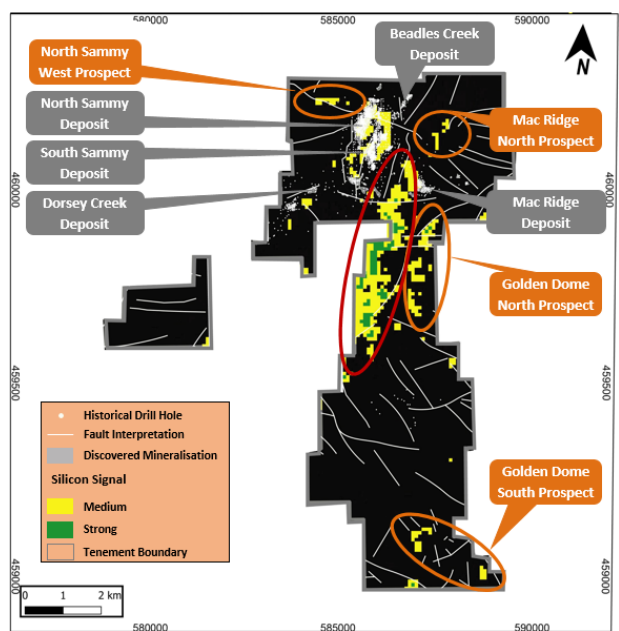 580000
585000
590000
North Sammy
West Prospect
Beadles Creek
Deposit
N
North Sammy
Deposit
Mac Ridge
North Prospect
South Sammy
Deposit
460000
460000
Dorsey Creek
Deposit
Mac Ridge
Deposit
Golden Dome
North Prospect
459500
459500
Historical Drill Hole
Fault Interpretation
Discovered Mineralisation
Silicon Signal
Medium
Strong
Tenement Boundary
Golden Dome
South Prospect
459000
459000
0 1 2 km
580000
585000
590000